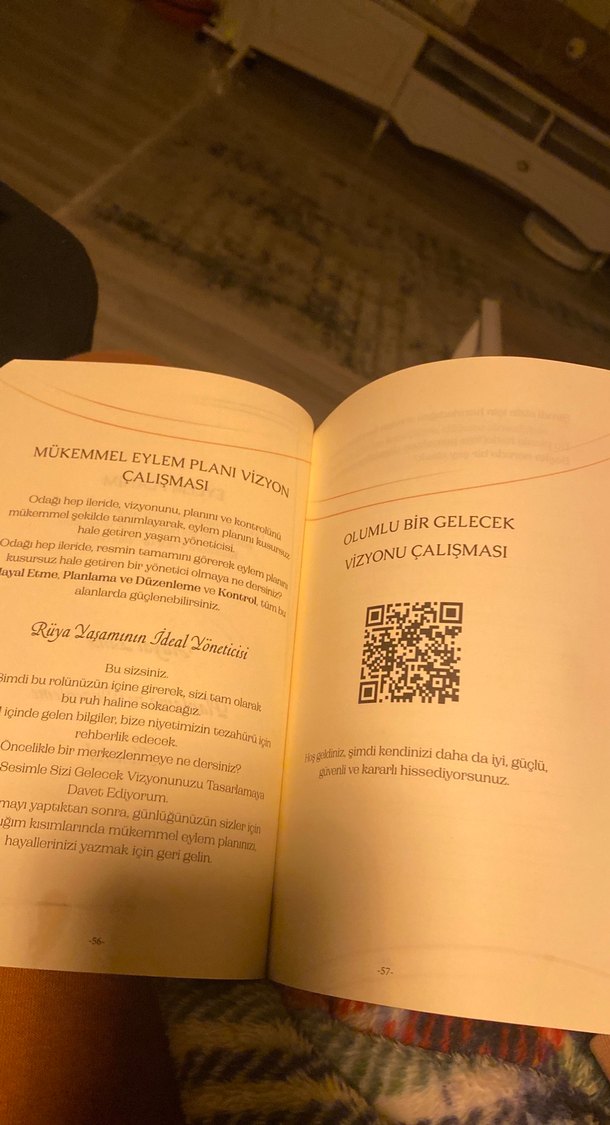 MÜKEMMEL EYLEM PLANI VİZYON
ÇALIŞMASI
Odağı hep ileride, vizyonunu, planını ve kontrolünü
mükemmel şekilde tanımlayarak, eylem planını kusursuz
hale getiren yaşam yöneticisi.
Odağı hep ileride, resmin tamamını görerek eylem planını
kusursuz hale getiren bir yönetici olmaya ne dersiniz?
Etme, Planlama ve Düzenleme ve Kontrol, tüm bu
alanlarda güçlenebilirsiniz.
Rüya Yaşamının İdeal Yöneticisi
Bu sizsiniz.
Şimdi bu rolünüzün içine girerek, sizi tam olarak
bu ruh haline sokacağız.
içinde gelen bilgiler, bize niyetimizin tezahürü için
rehberlik edecek.
Öncelikle bir merkezlenmeye ne dersiniz?
Sesimle Sizi Gelecek Vizyonunuzu Tasarlamaya
Davet Ediyorum.
yaptıktan sonra, günlüğünüzün sizler için
kısımlarında mükemmel eylem planınızı,
hayallerinizi yazmak için geri gelin.
-56-
OLUMLU BİR GELECEK
VİZYONU ÇALIŞMASI
Hoş geldiniz, şimdi kendinizi daha da iyi, güçlü,
güvenli ve kararlı hissediyorsunuz.
-57-